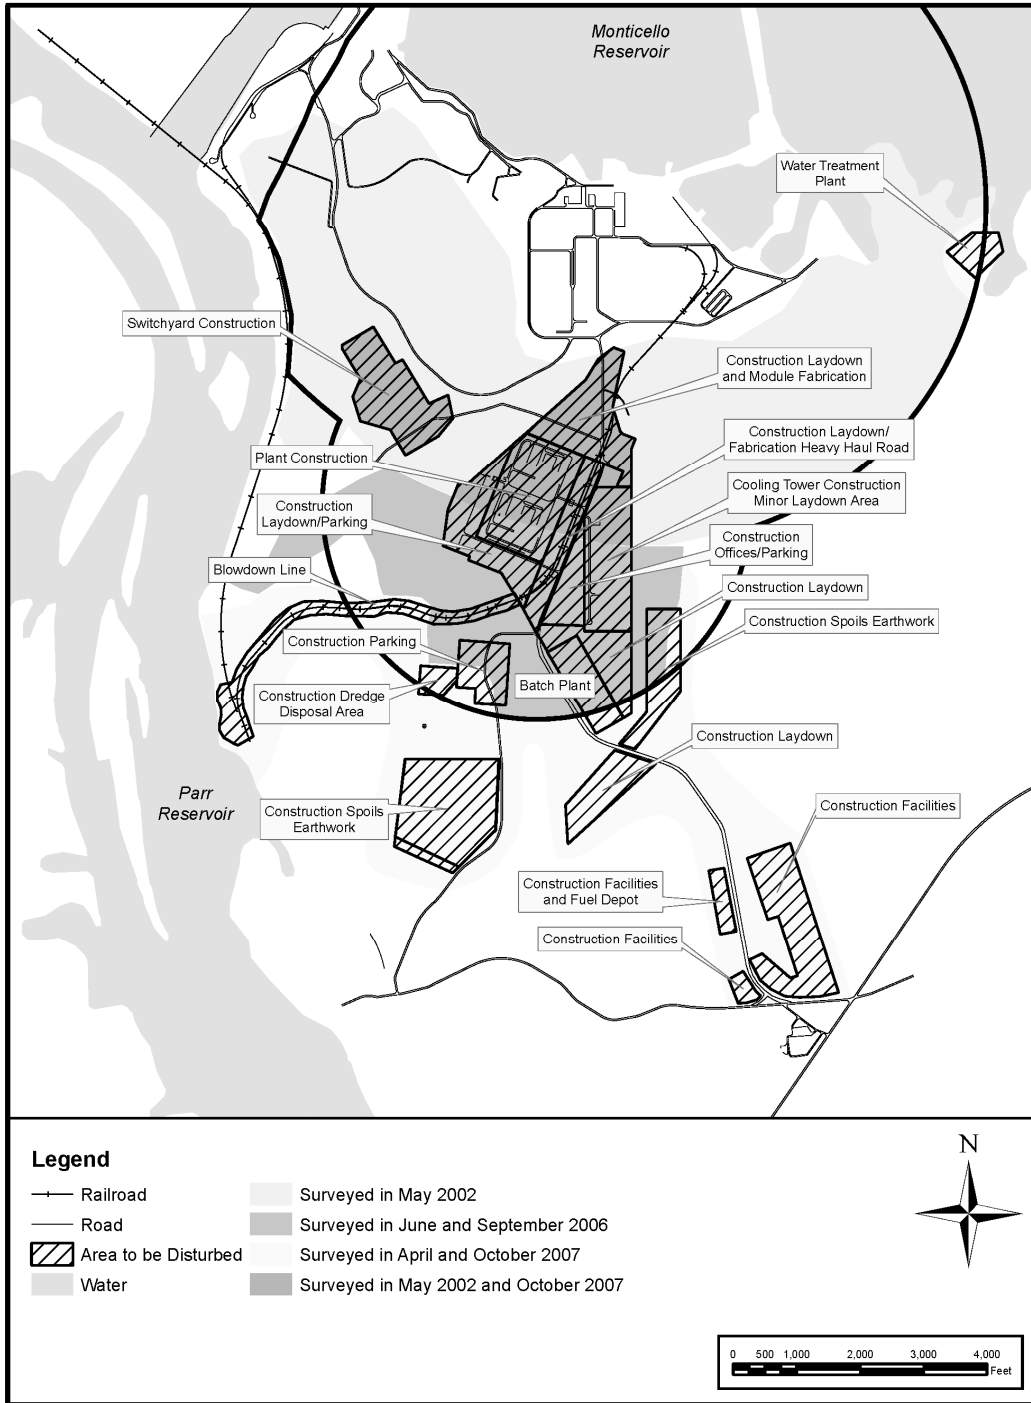 Monticello
Reservoir
Water Treatment
Plant
Switchyard Construction
Construction Laydown
and Module Fabrication
Construction Laydown/
Fabrication Heavy Haul Road
Plant Construction
Cooling Tower Construction
Minor Laydown Area
Construction
Laydown/Parking
Construction
Offices/Parking
Blowdown Line
Construction Laydown
Construction Spoils Earthwork
Construction Parking
Batch Plant
Construction Dredge
Disposal Area
Construction Laydown
Parr
Reservoir
Construction Spoils
Earthwork
Construction Facilities
Construction Facilities
and Fuel Depot
Construction Facilities
Legend
Railroad
Road
Area to be Disturbed
Water
Surveyed in May 2002
Surveyed in June and September 2006
Surveyed in April and October 2007
Surveyed in May 2002 and October 2007
N
0 500 1,000 2,000 3,000 4,000
Feet